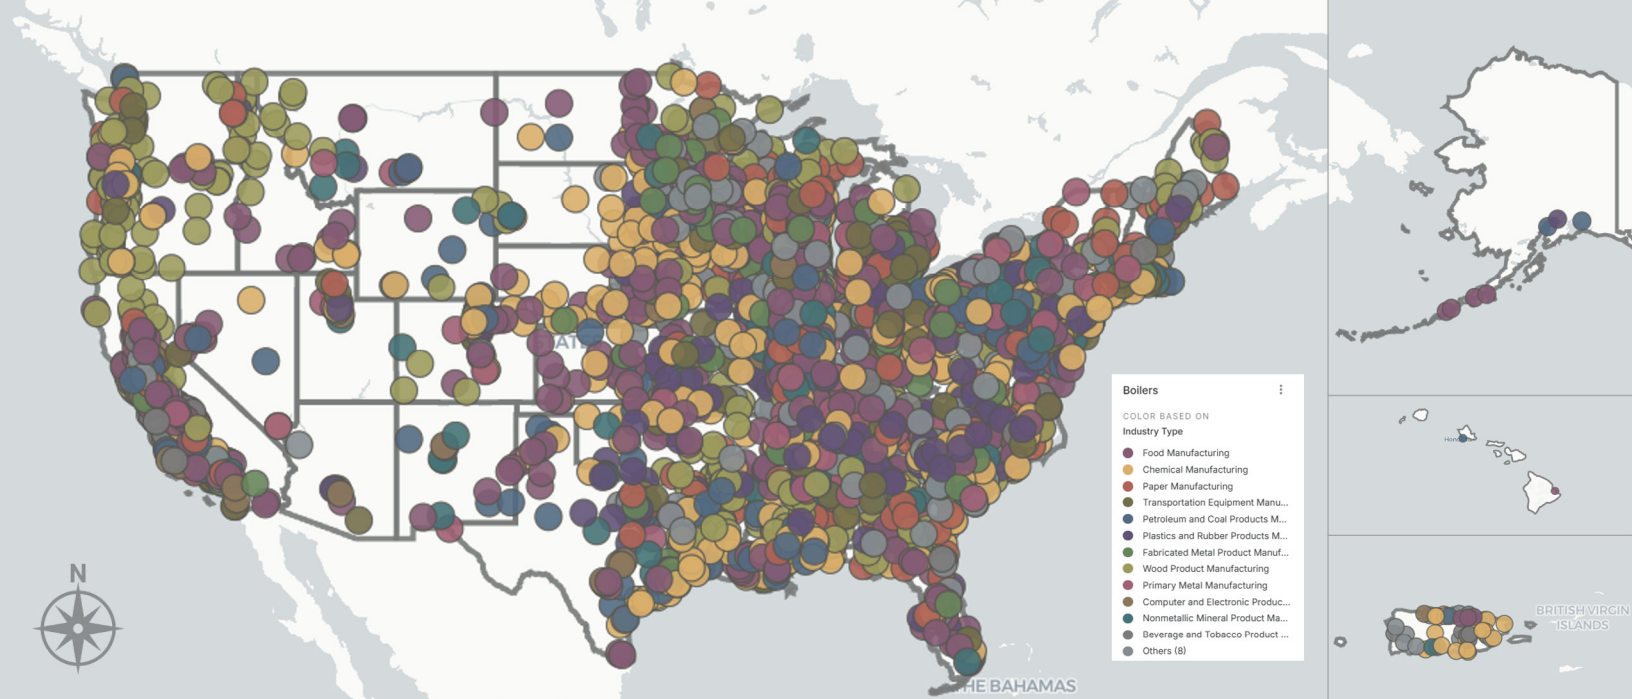 N
STATES
THE BAHAMAS
Boilers
COLOR BASED ON
Industry Type
Food Manufacturing
Chemical Manufacturing
Paper Manufacturing
Transportation Equipment Manu...
Petroleum and Coal Products M...
Plastics and Rubber Products M...
Fabricated Metal Product Manuf...
Wood Product Manufacturing
Primary Metal Manufacturing
Computer and Electronic Produc...
Nonmetallic Mineral Product Ma...
Beverage and Tobacco Product ...
Others (8)
BRITISH VIRGIN
ISLANDS